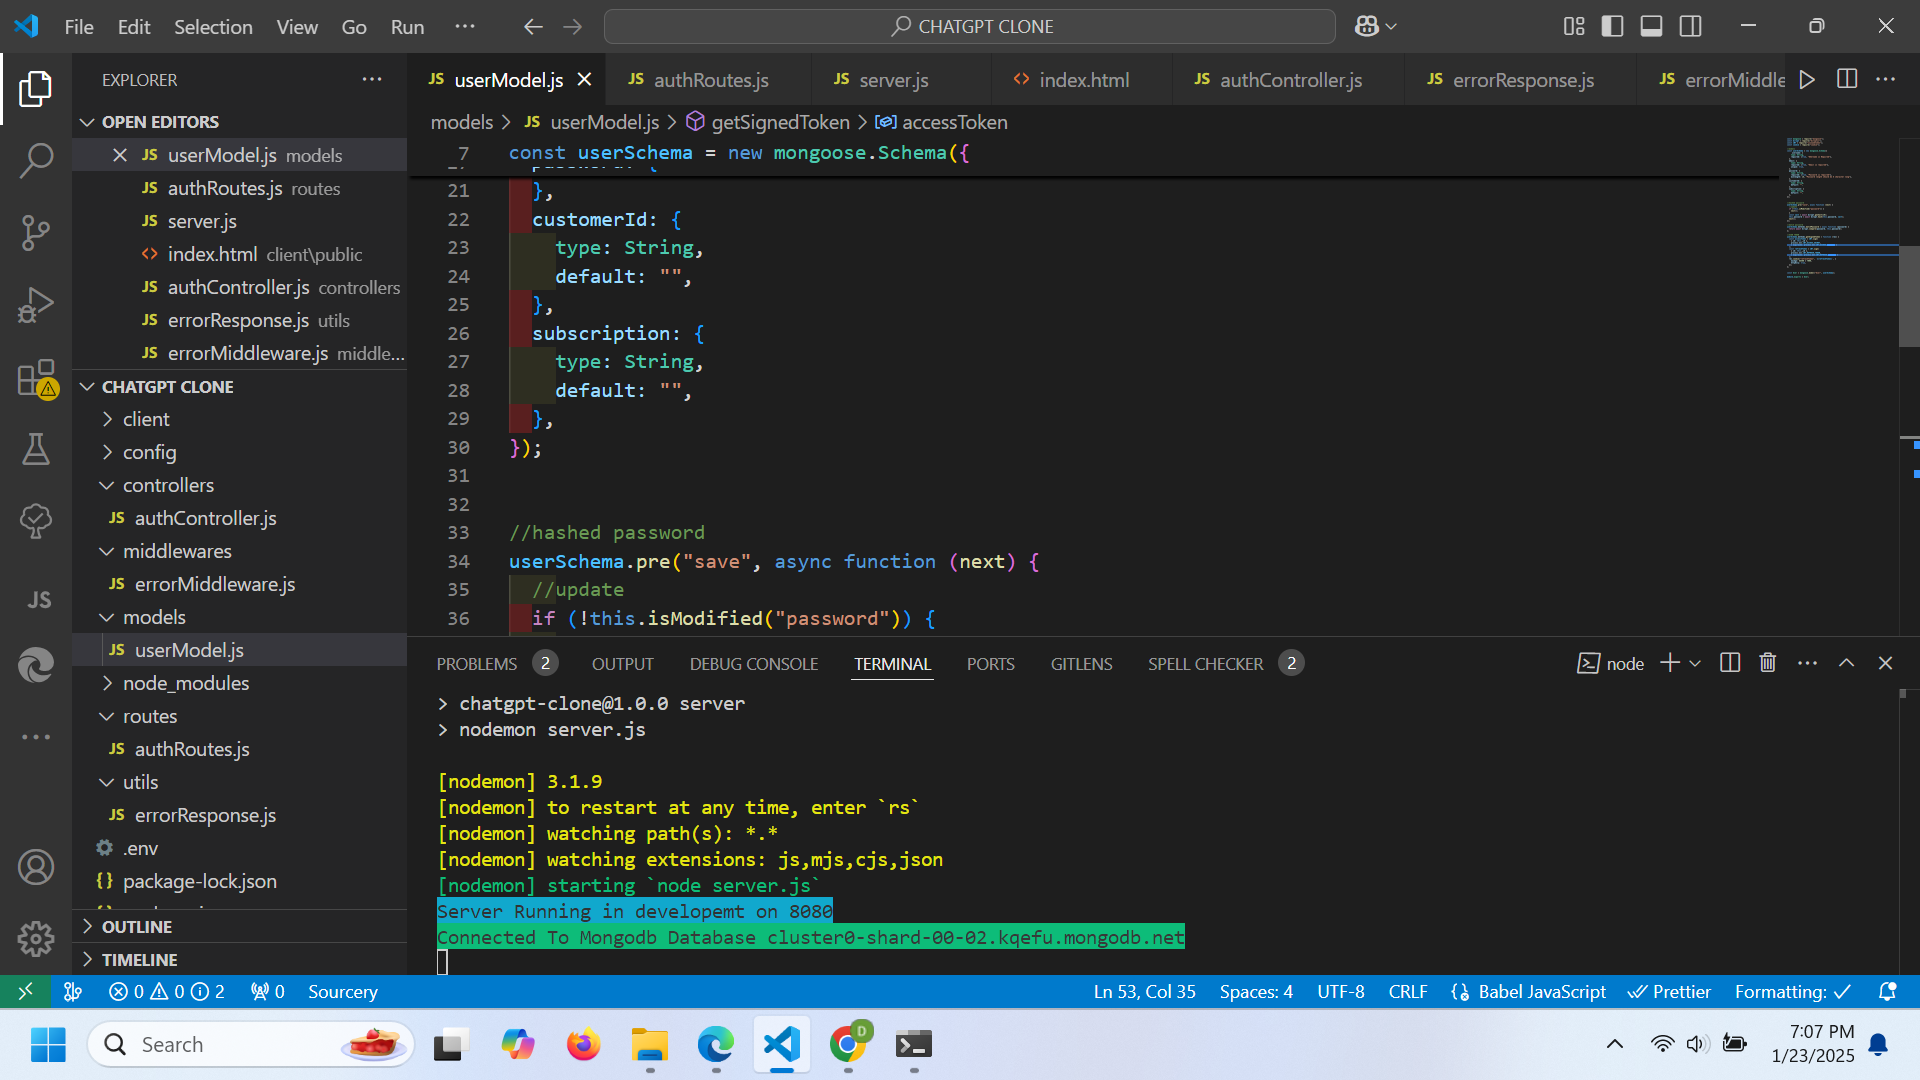 File Edit Selection View Go Run ···
CHATGPT CLONE
EXPLORER
OPEN EDITORS
JS userModel.js models
JS authRoutes.js routes
JS server.js
<> index.html client\public
JS authController.js controllers
JS errorResponse.js utils
JS errorMiddleware.js middle...
CHATGPT CLONE
client
config
controllers
JS authController.js
middlewares
JS errorMiddleware.js
models
JS userModel.js
node_modules
routes
JS authRoutes.js
utils
JS errorResponse.js
.env
{} package-lock.json
OUTLINE
TIMELINE
JS
JS userModel.js JS authRoutes.js JS server.js <> index.html JS authController.js JS errorResponse.js JS errorMiddle
models > JS userModel.js > getSignedToken > accessToken
7 const userSchema = new mongoose.Schema({
21 },
22 customerId: {
23 type: String,
24 default: "",
25 },
26 subscription: {
27 type: String,
28 default: "",
29 },
30 });
31
32
33 //hashed password
34 userSchema.pre("save", async function (next) {
35 //update
36 if (!this.isModified("password")) {
PROBLEMS 2 OUTPUT DEBUG CONSOLE TERMINAL PORTS GITLENS SPELL CHECKER 2 node
> chatgpt-clone@1.0.0 server
> nodemon server.js
[nodemon] 3.1.9
[nodemon] to restart at any time, enter `rs`
[nodemon] watching path(s): *.*
[nodemon] watching extensions: js,mjs,cjs,json
[nodemon] starting `node server.js`
Server Running in developemt on 8080
Connected To Mongodb Database cluster0-shard-00-02.kqefu.mongodb.net
0 0 2 0 Sourcery Ln 53, Col 35 Spaces: 4 UTF-8 CRLF Babel JavaScript Prettier Formatting: ✓
Search
D
7:07 PM
1/23/2025